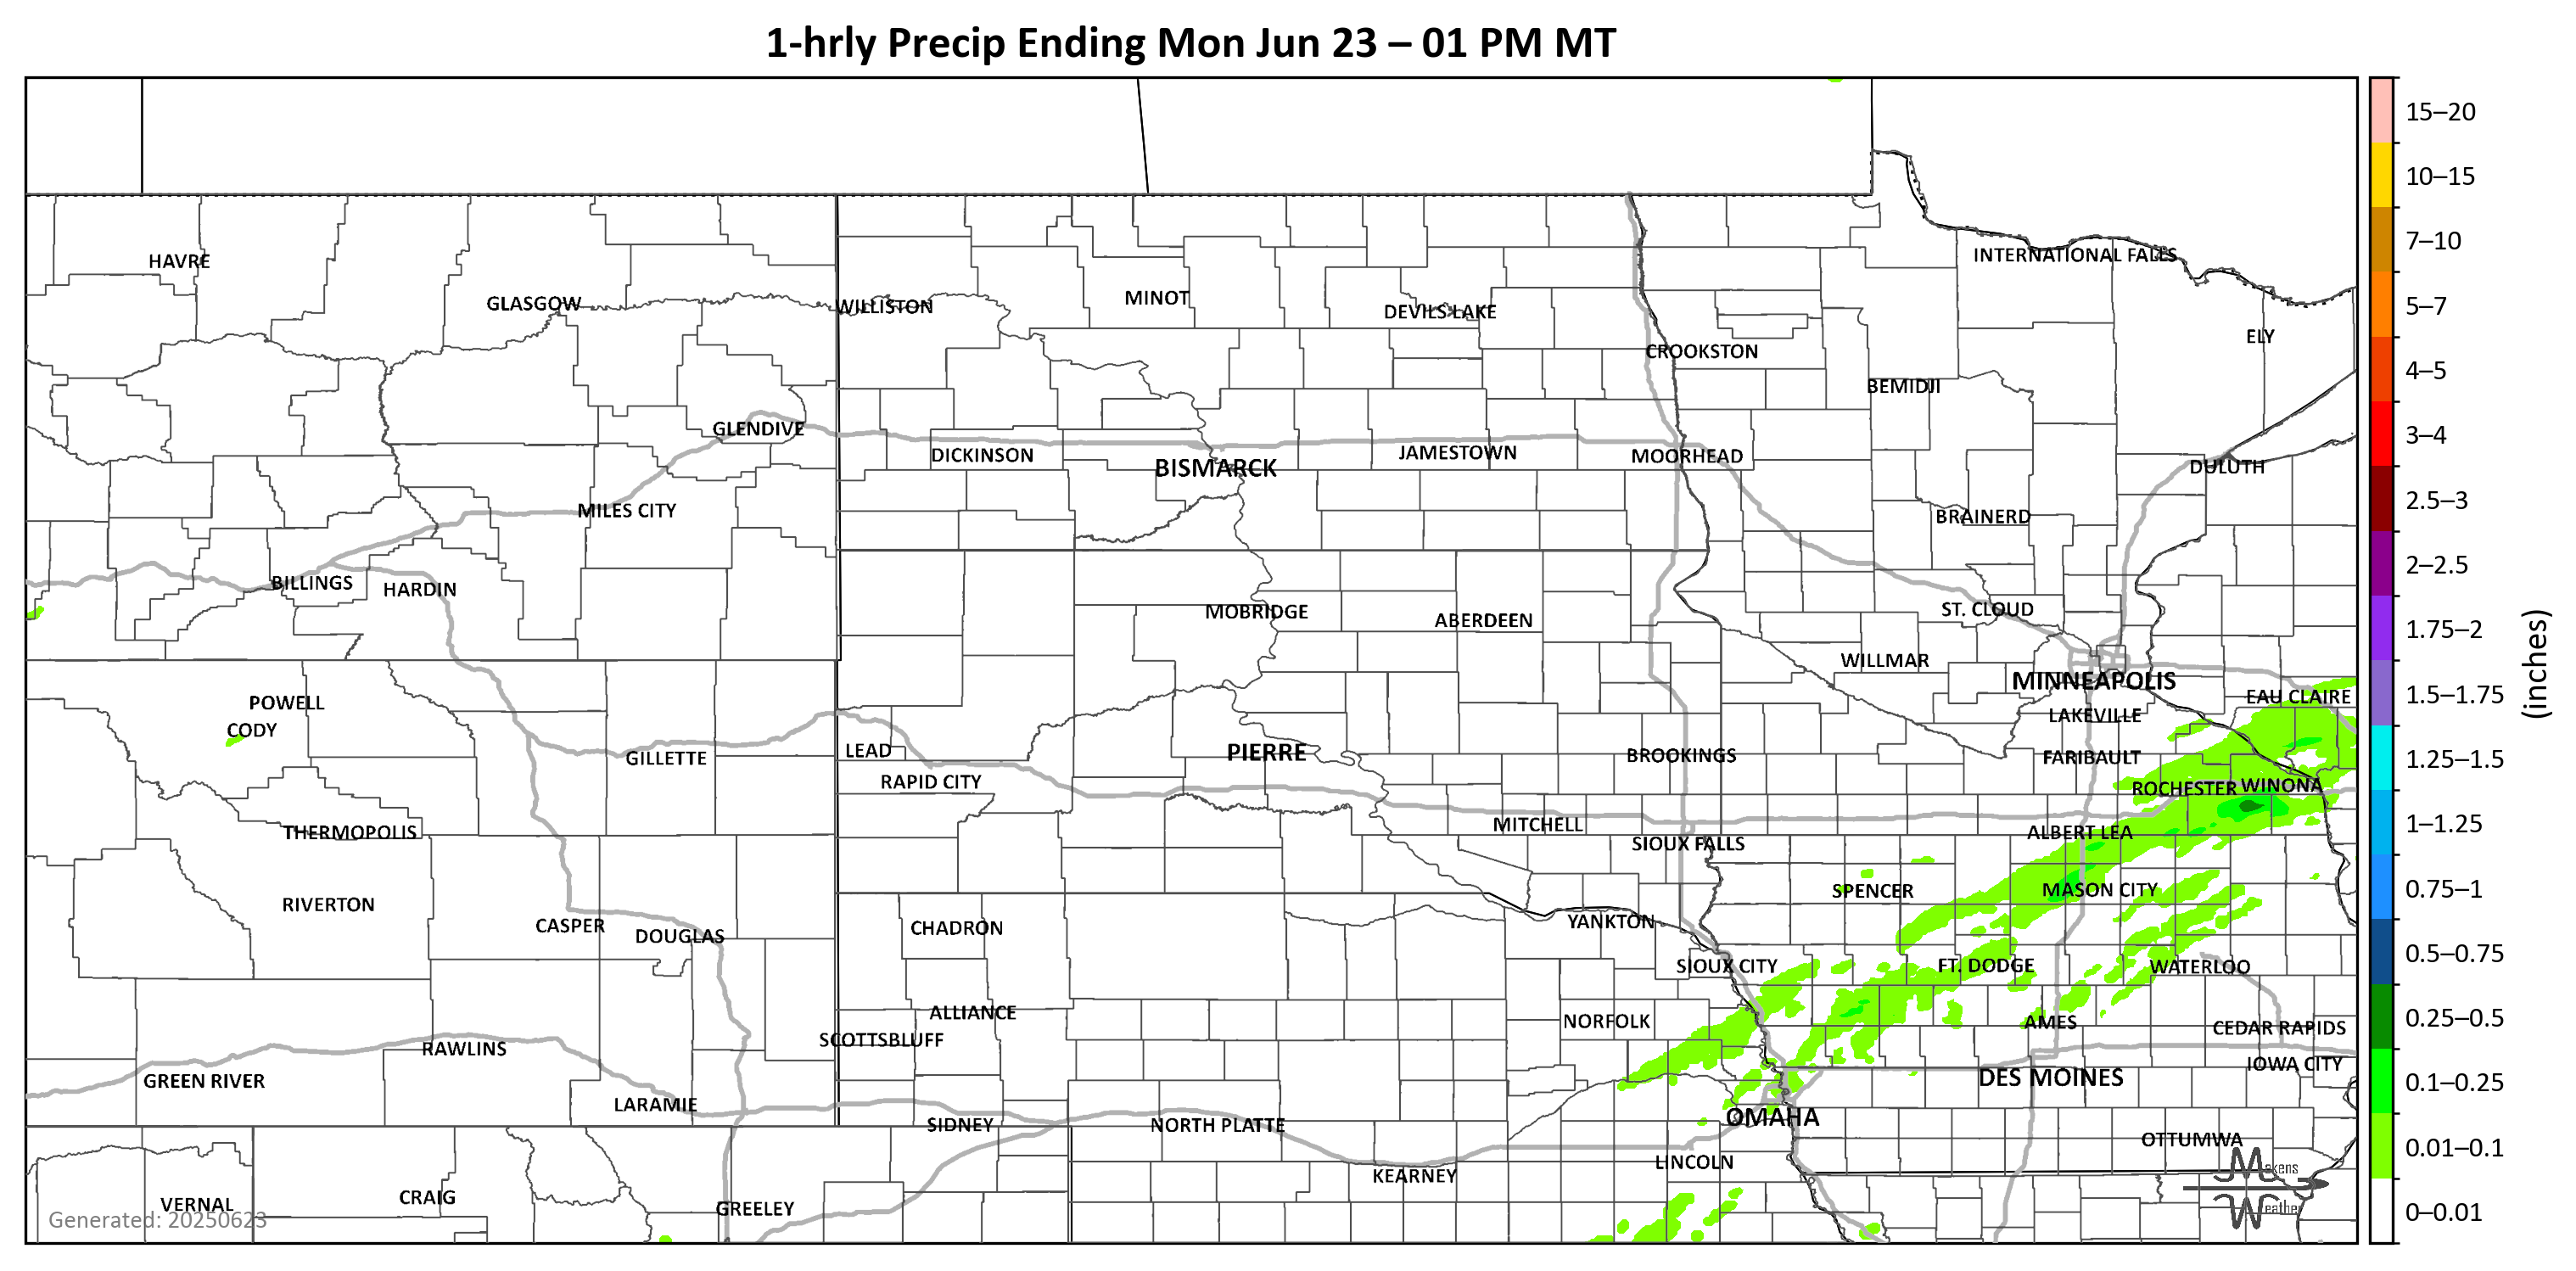 1-hrly Precip Ending Mon Jun 23 – 01 PM MT
15–20
10–15
7–10
5–7
4–5
3–4
2.5–3
2–2.5
1.75–2
1.5–1.75
1.25–1.5
1–1.25
0.75–1
0.5–0.75
0.25–0.5
0.1–0.25
0.01–0.1
0–0.01
(inches)
HAVRE
INTERNATIONAL FALLS
GLASGOW
WILLISTON
MINOT
DEVILS LAKE
ELY
CROOKSTON
BEMIDJI
GLENDIVE
DICKINSON
BISMARCK
JAMESTOWN
MOORHEAD
DULUTH
MILES CITY
BRAINERD
BILLINGS
HARDIN
MOBRIDGE
ABERDEEN
ST. CLOUD
WILLMAR
MINNEAPOLIS
EAU CLAIRE
POWELL
CODY
LAKEVILLE
GILLETTE
LEAD
PIERRE
BROOKINGS
FARIBAULT
RAPID CITY
ROCHESTER
WINONA
THERMOPOLIS
MITCHELL
SIOUX FALLS
ALBERT LEA
RIVERTON
SPENCER
MASON CITY
CASPER
DOUGLAS
CHADRON
YANKTON
SIOUX CITY
FT. DODGE
WATERLOO
ALLIANCE
NORFOLK
AMES
CEDAR RAPIDS
SCOTTSBLUFF
RAWLINS
IOWA CITY
GREEN RIVER
DES MOINES
LARAMIE
SIDNEY
NORTH PLATTE
OMAHA
OTTUMWA
LINCOLN
KEARNEY
VERNAL
CRAIG
GREELEY
Generated: 20250623
Makens
Weather